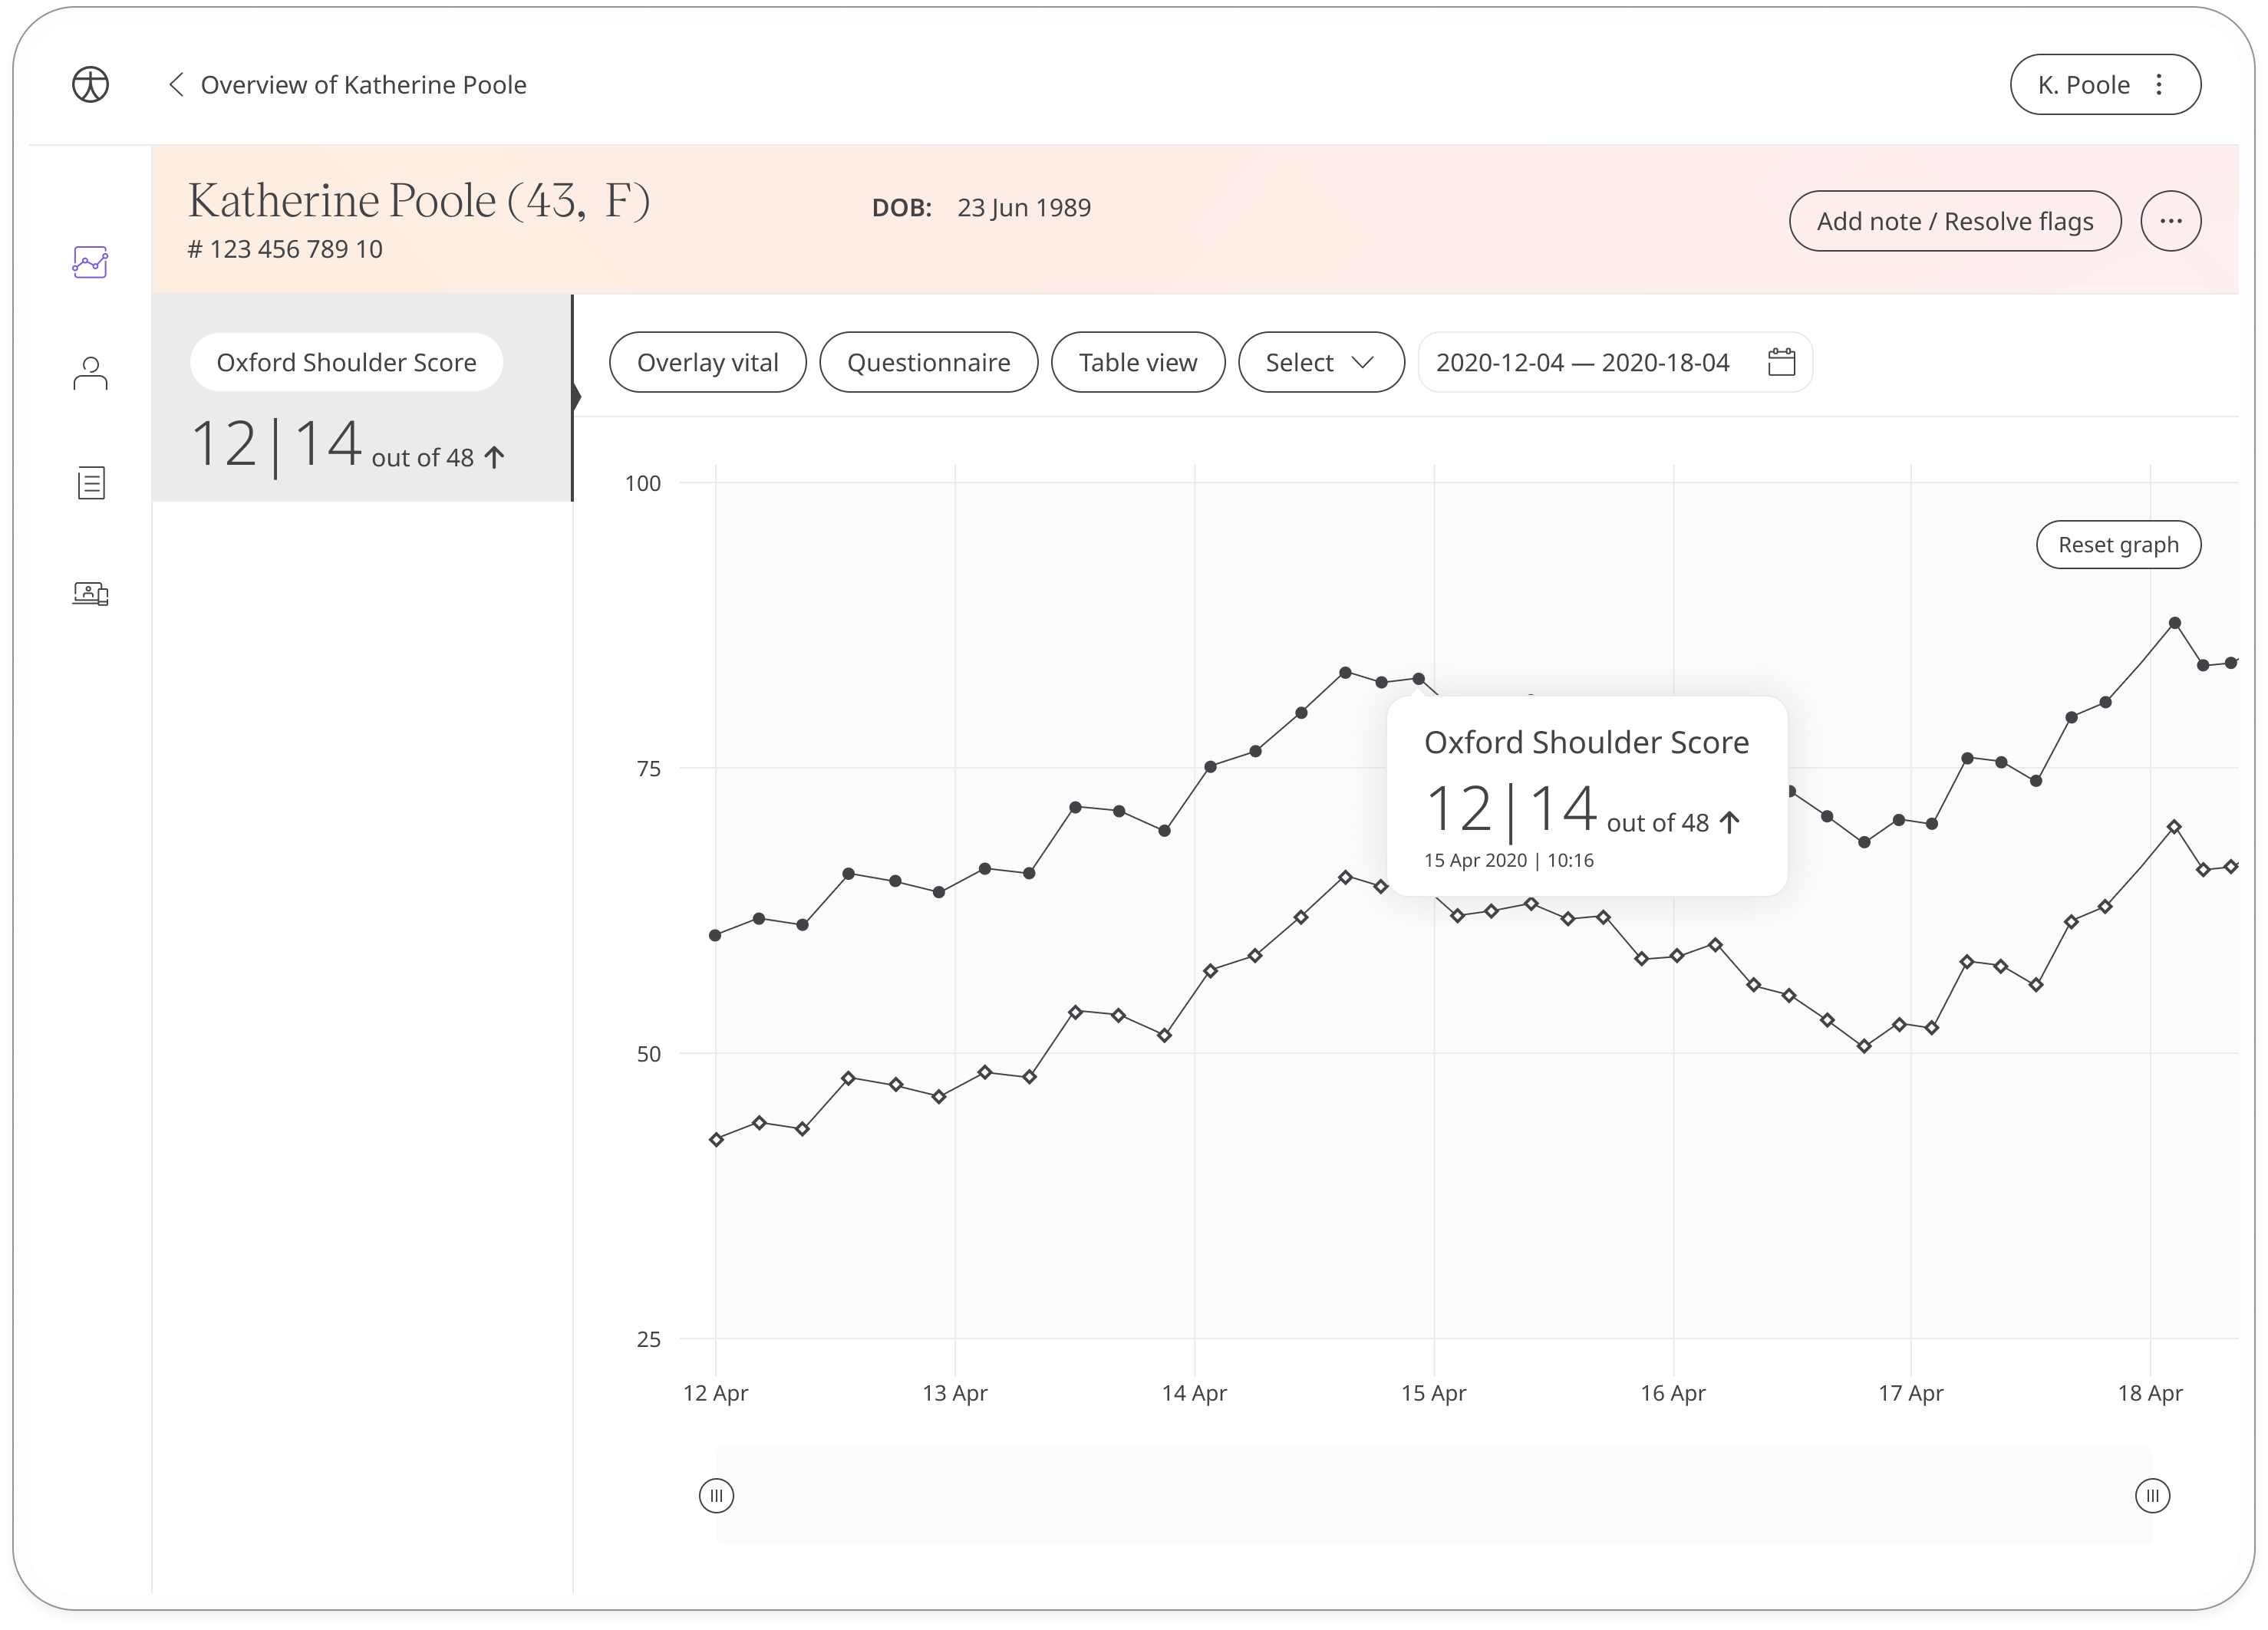 Overview of Katherine Poole
K. Poole
Katherine Poole (43, F)
DOB: 23 Jun 1989
# 123 456 789 10
Add note / Resolve flags
Oxford Shoulder Score
12|14 out of 48 ↑
Overlay vital
Questionnaire
Table view
Select
2020-12-04 — 2020-18-04
100
Reset graph
75
Oxford Shoulder Score
12|14 out of 48 ↑
15 Apr 2020 | 10:16
50
25
12 Apr
13 Apr
14 Apr
15 Apr
16 Apr
17 Apr
18 Apr